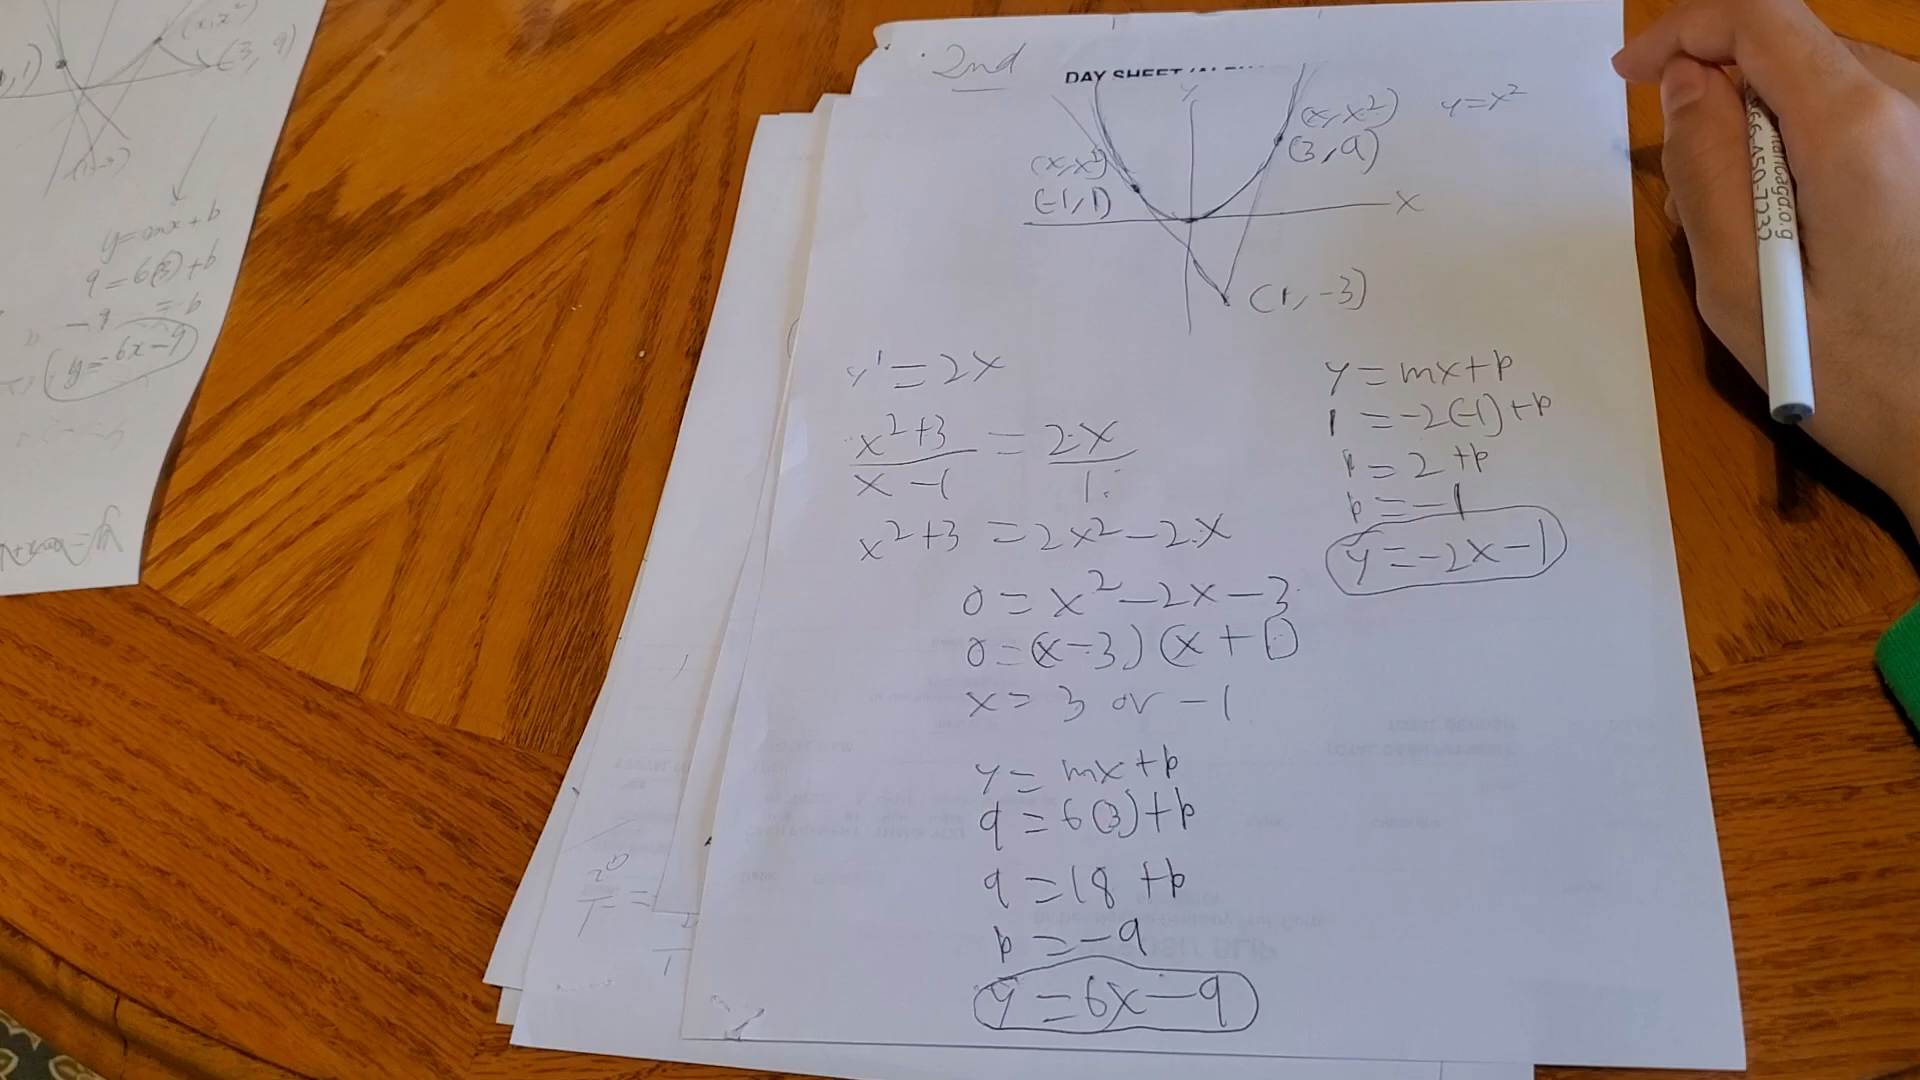 (x, x²)
(3, 9)
y=mx+b
9=6(3)+b
-9 = b
y=6x-9
2nd
DAY SHEET
y
(x, x²)
y=x²
(3, 9)
(x, x²)
(-1, 1)
x
(1, -3)
y' = 2x
x²+3 = 2x
x-1 1
x²+3 = 2x²-2x
0 = x²-2x-3
0=(x-3)(x+1)
x= 3 or -1
y= mx+b
9 = 6(3)+b
9 = 18 +b
b = -9
y = 6x-9
y = mx+b
1 = -2(-1)+b
1 = 2 +b
b = -1
y = -2x-1